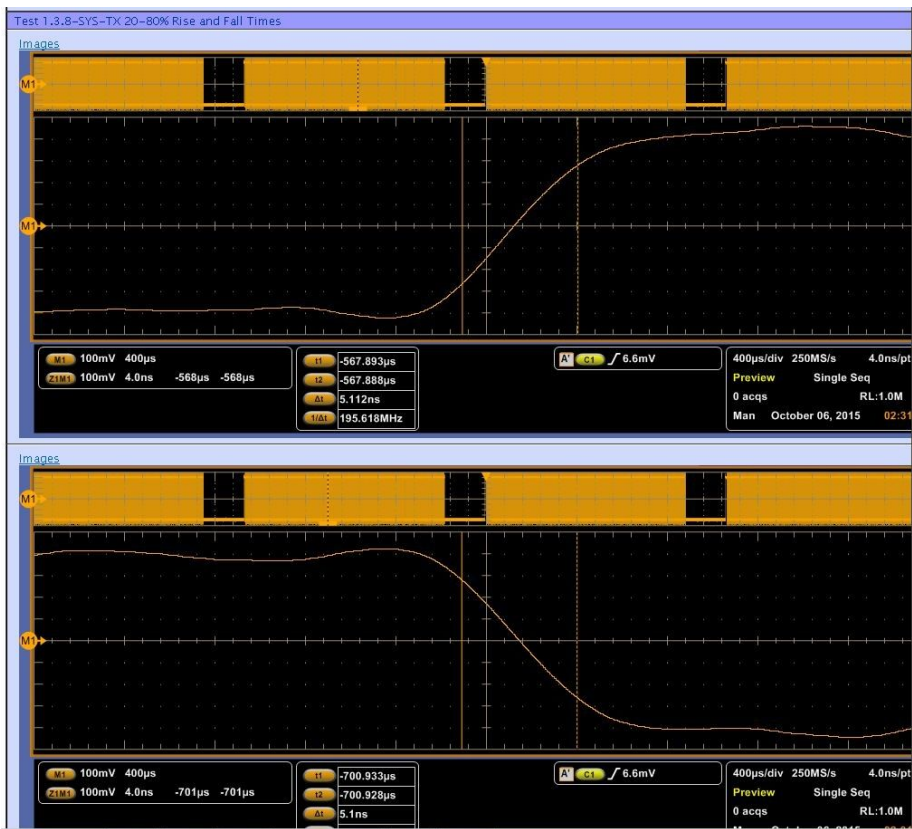 Test 1.3.8-SYS-TX 20-80% Rise and Fall Times
Images
M1
M1
M1 100mV 400µs
Z1M1 100mV 4.0ns -568µs -568µs
t1 -567.893µs
t2 -567.888µs
Δt 5.112ns
1/Δt 195.618MHz
A' C1 6.6mV
400µs/div 250MS/s 4.0ns/pt
Preview Single Seq
0 acqs RL:1.0M
Man October 06, 2015 02:31
Images
M1
M1
M1 100mV 400µs
Z1M1 100mV 4.0ns -701µs -701µs
t1 -700.933µs
t2 -700.928µs
Δt 5.1ns
A' C1 6.6mV
400µs/div 250MS/s 4.0ns/pt
Preview Single Seq
0 acqs RL:1.0M